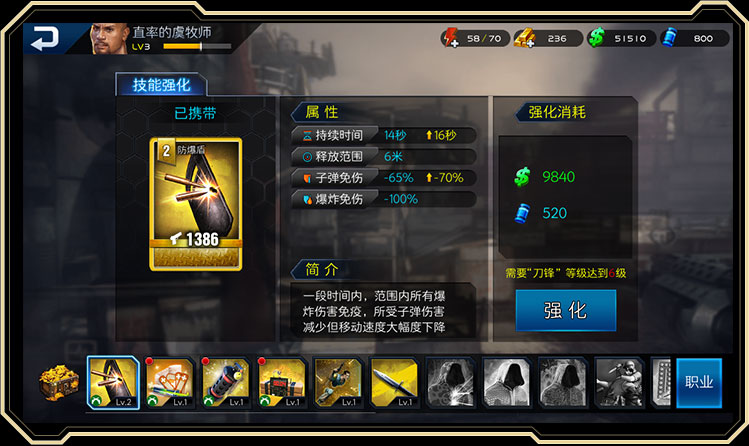 直率的虞牧师
LV3
58/70
236
51510
800
技能强化
已携带
2
防爆盾
1386
属 性
持续时间 14秒 16秒
释放范围 6米
子弹免伤 -65% -70%
爆炸免伤 -100%
简 介
一段时间内，范围内所有爆
炸伤害免疫，所受子弹伤害
减少但移动速度大幅度下降
强化消耗
9840
520
需要“刀锋”等级达到6级
强 化
Lv.2
Lv.1
Lv.1
Lv.1
Lv.1
Lv.1
职业